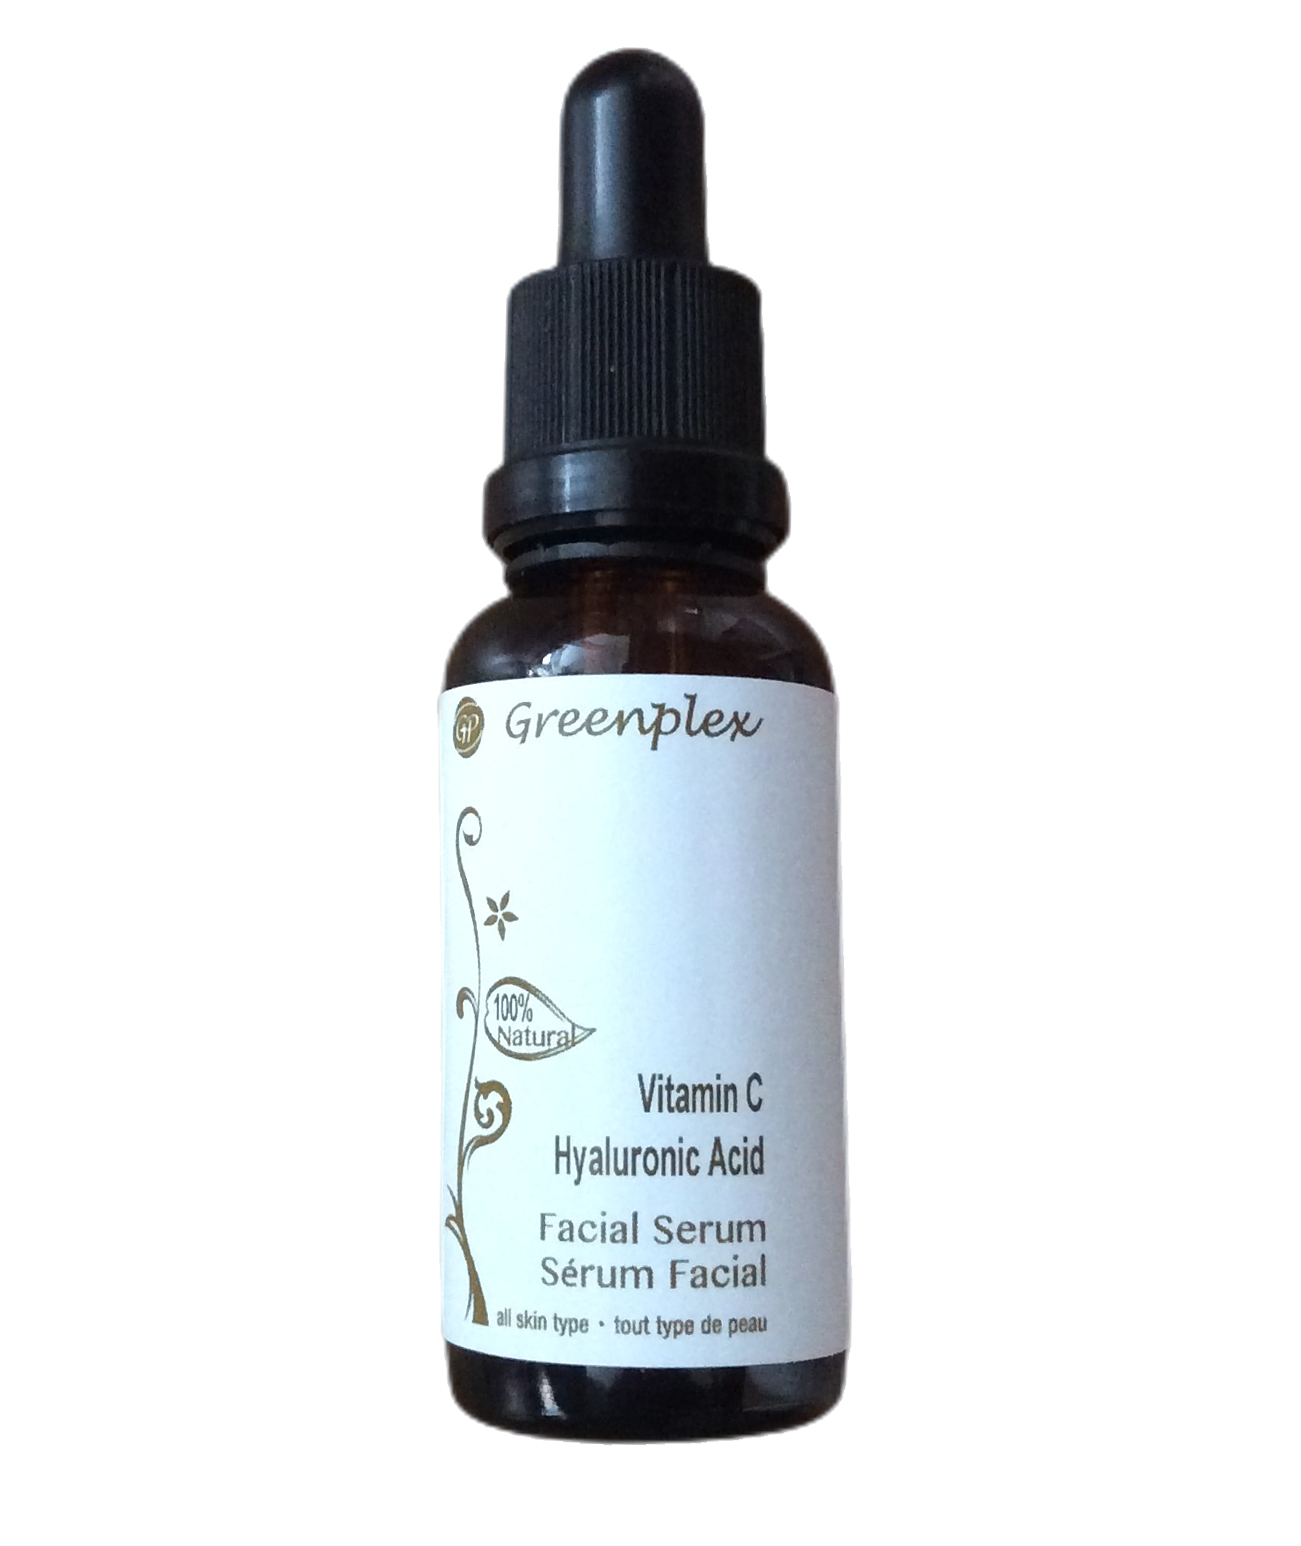 GP Greenplex
100%
Natural
Vitamin C
Hyaluronic Acid
Facial Serum
Sérum Facial
all skin type • tout type de peau